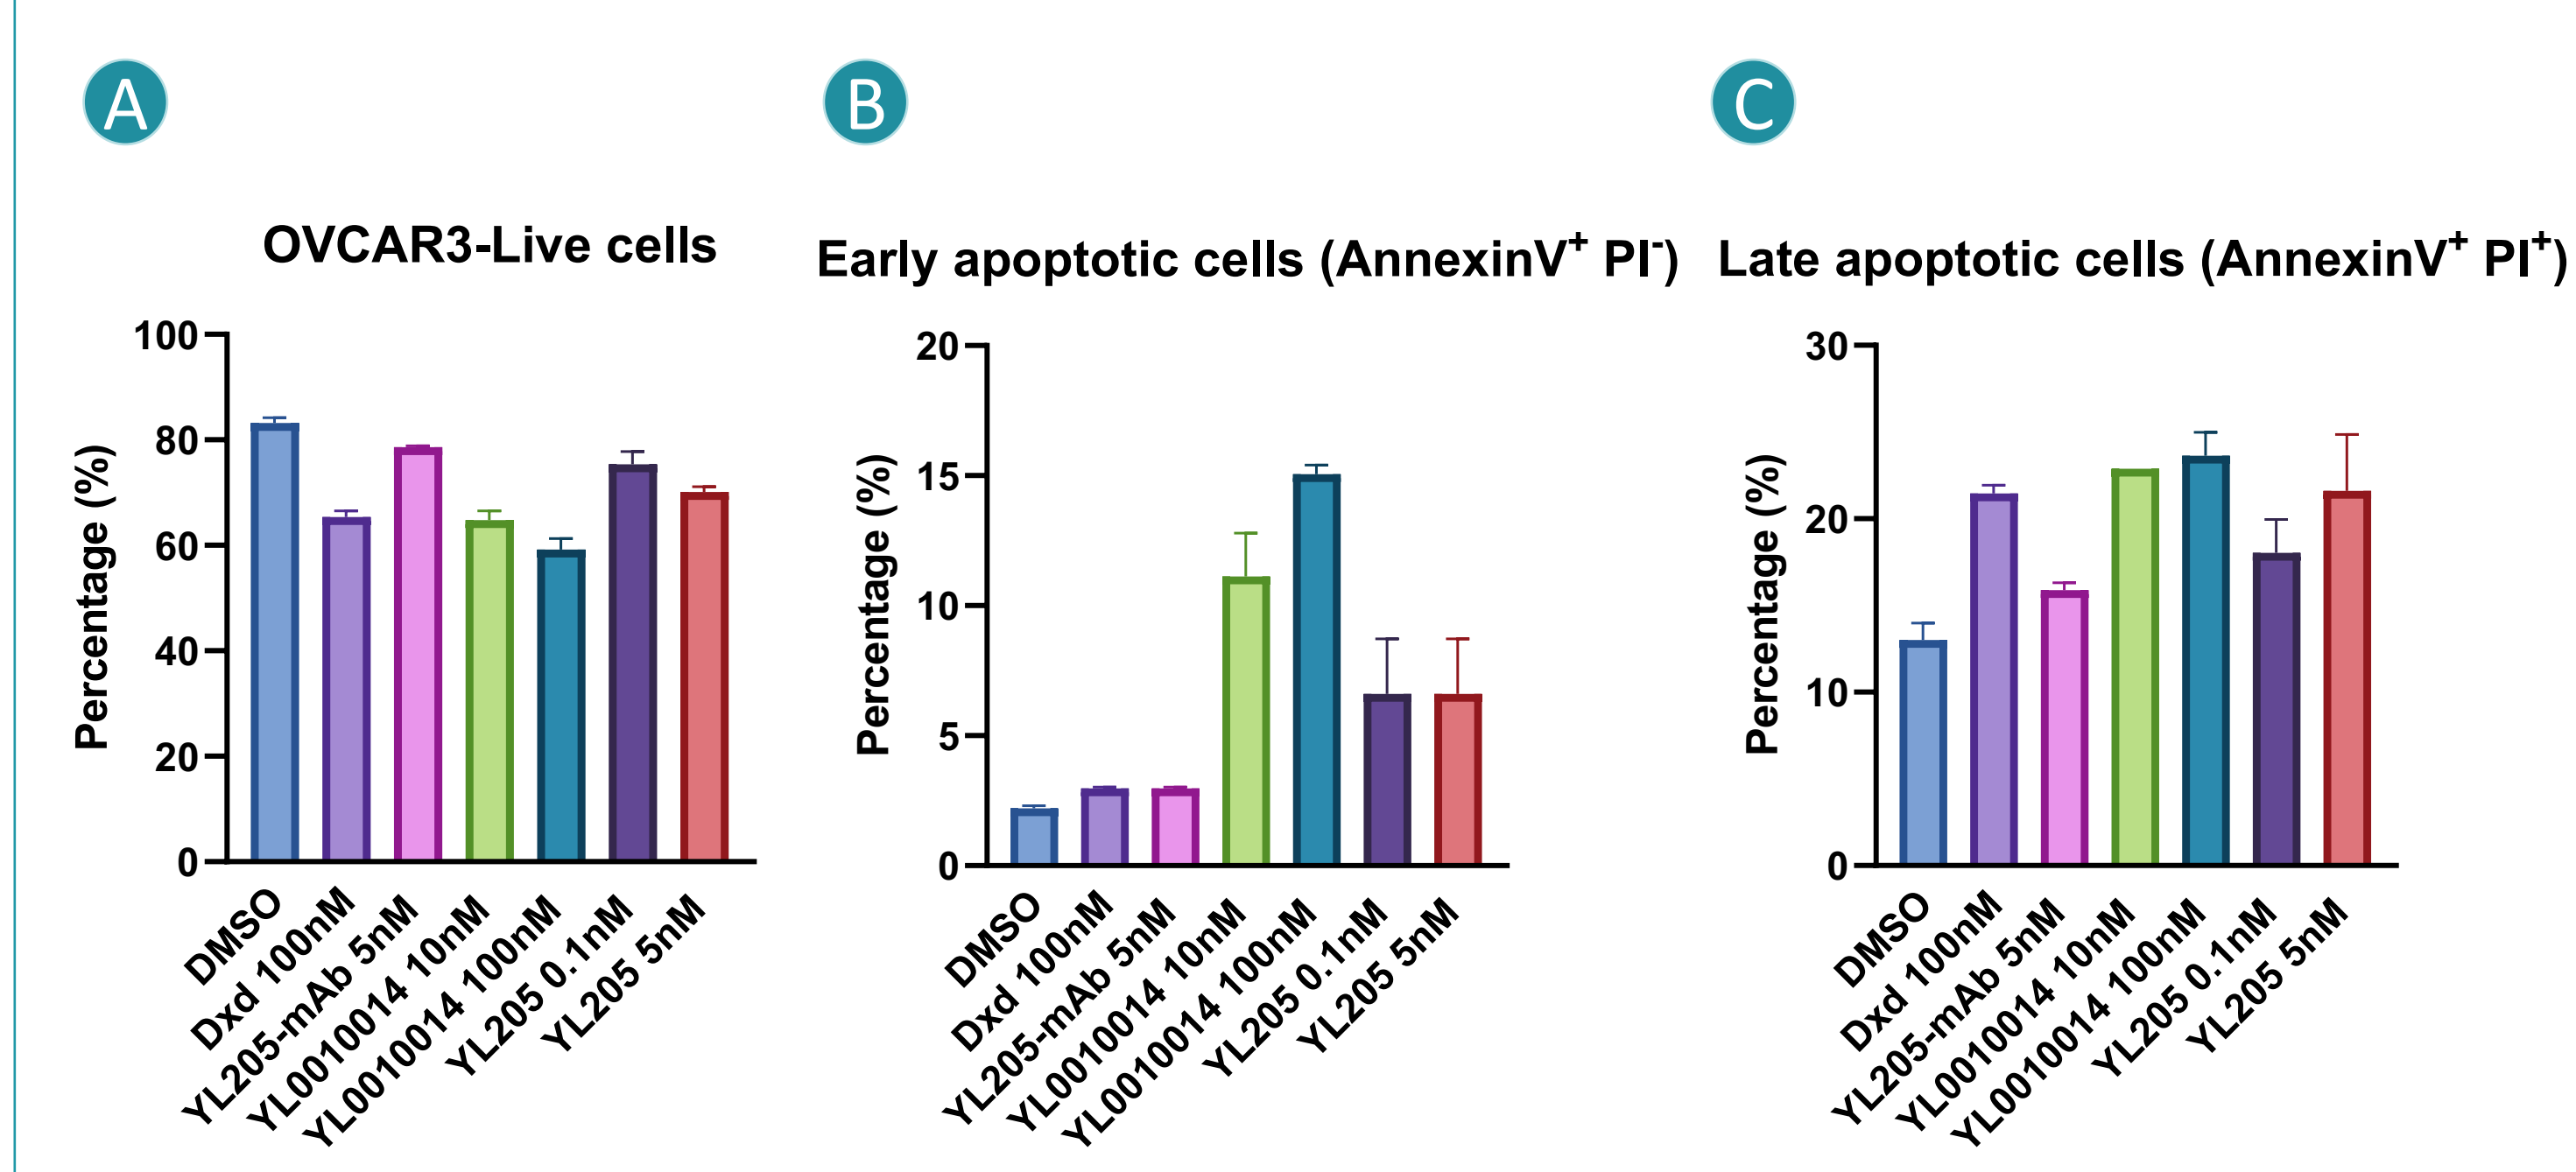 A
OVCAR3-Live cells
Percentage (%)
100
80
60
40
20
0
DMSO
Dxd 100nM
YL205-mAb 5nM
YL0010014 10nM
YL0010014 100nM
YL205 0.1nM
YL205 5nM
B
Early apoptotic cells (AnnexinV⁺ PI⁻)
Percentage (%)
20
15
10
5
0
DMSO
Dxd 100nM
YL205-mAb 5nM
YL0010014 10nM
YL0010014 100nM
YL205 0.1nM
YL205 5nM
C
Late apoptotic cells (AnnexinV⁺ PI⁺)
Percentage (%)
30
20
10
0
DMSO
Dxd 100nM
YL205-mAb 5nM
YL0010014 10nM
YL0010014 100nM
YL205 0.1nM
YL205 5nM